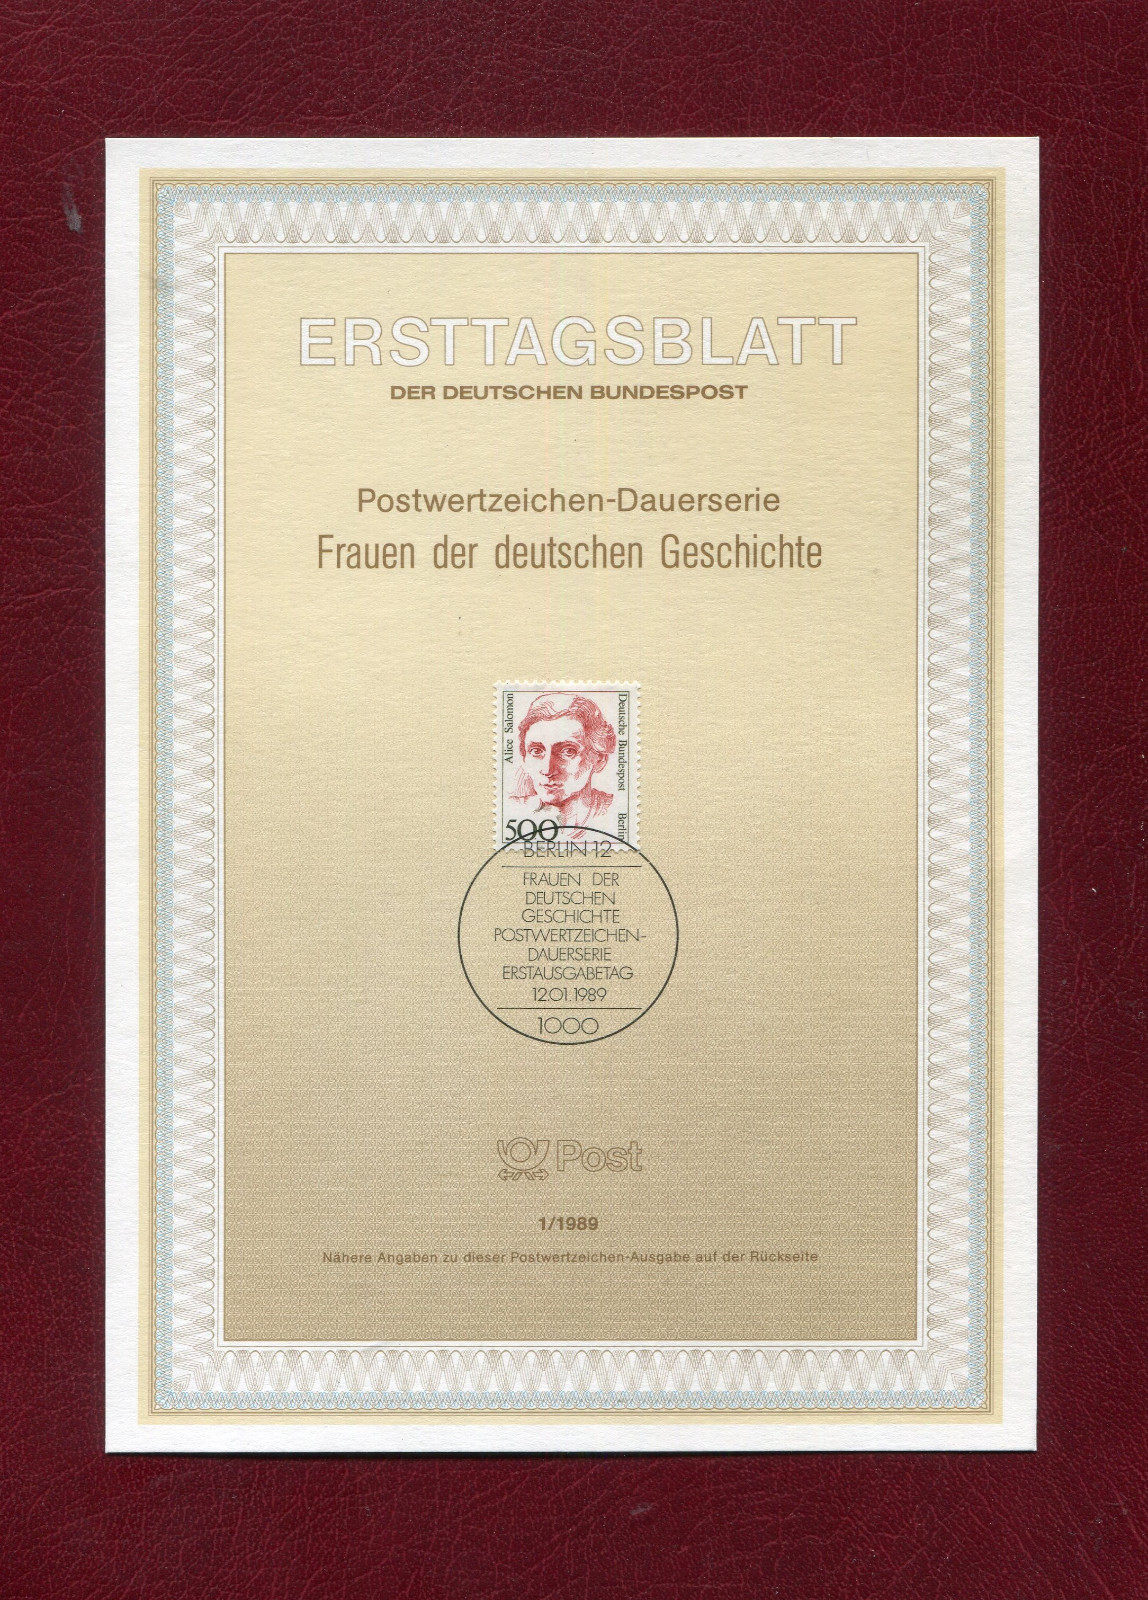 ERSTTAGSBLATT
DER DEUTSCHEN BUNDESPOST
Postwertzeichen-Dauerserie
Frauen der deutschen Geschichte
Alice Salomon
Deutsche Bundespost Berlin
500
BERLIN 12
FRAUEN DER
DEUTSCHEN
GESCHICHTE
POSTWERTZEICHEN-
DAUERSERIE
ERSTAUSGABETAG
12.01.1989
1000
Post
1/1989
Nähere Angaben zu dieser Postwertzeichen-Ausgabe auf der Rückseite